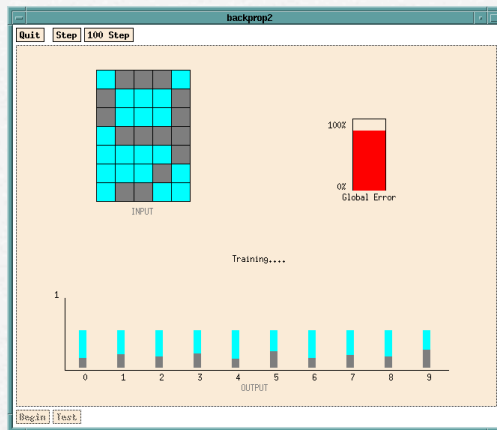 backprop2
Quit Step 100 Step
100%
0%
INPUT
Global Error
Training....
1
0 1 2 3 4 5 6 7 8 9
OUTPUT
Begin Test